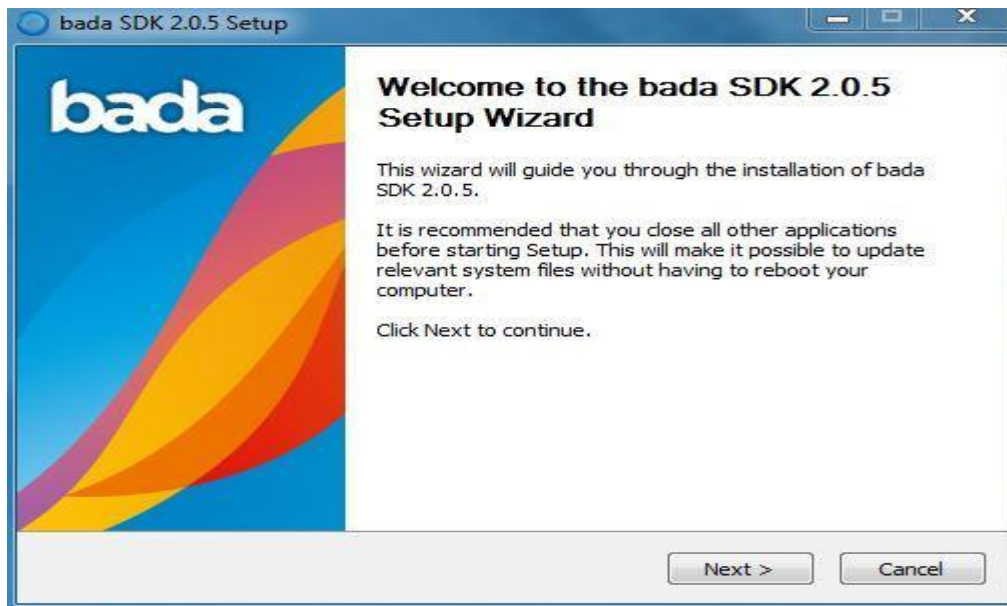 bada SDK 2.0.5 Setup
bada
Welcome to the bada SDK 2.0.5
Setup Wizard
This wizard will guide you through the installation of bada
SDK 2.0.5.
It is recommended that you close all other applications
before starting Setup. This will make it possible to update
relevant system files without having to reboot your
computer.
Click Next to continue.
Next >
Cancel